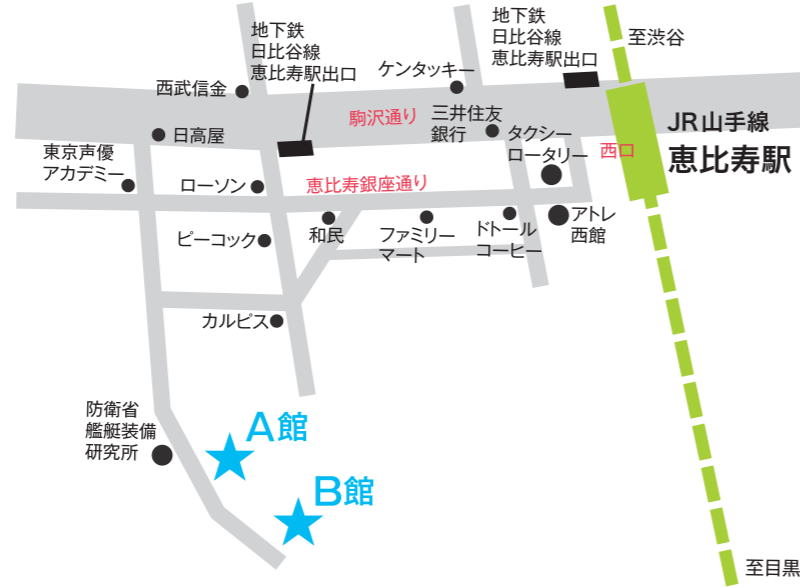 地下鉄
日比谷線
恵比寿駅出口
地下鉄
日比谷線
恵比寿駅出口
至渋谷
西武信金
ケンタッキー
駒沢通り
三井住友
銀行
タクシー
ロータリー
西口
JR山手線
恵比寿駅
日高屋
東京声優
アカデミー
ローソン
恵比寿銀座通り
ピーコック
和民
ファミリー
マート
ドトール
コーヒー
アトレ
西館
カルピス
防衛省
艦艇装備
研究所
A館
B館
至目黒